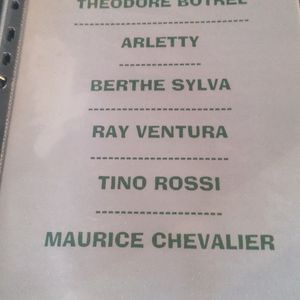 THEODORE BOTREL
-----------------------
ARLETTY
-----------------------
BERTHE SYLVA
-----------------------
RAY VENTURA
----------------------
TINO ROSSI
---------------------
MAURICE CHEVALIER